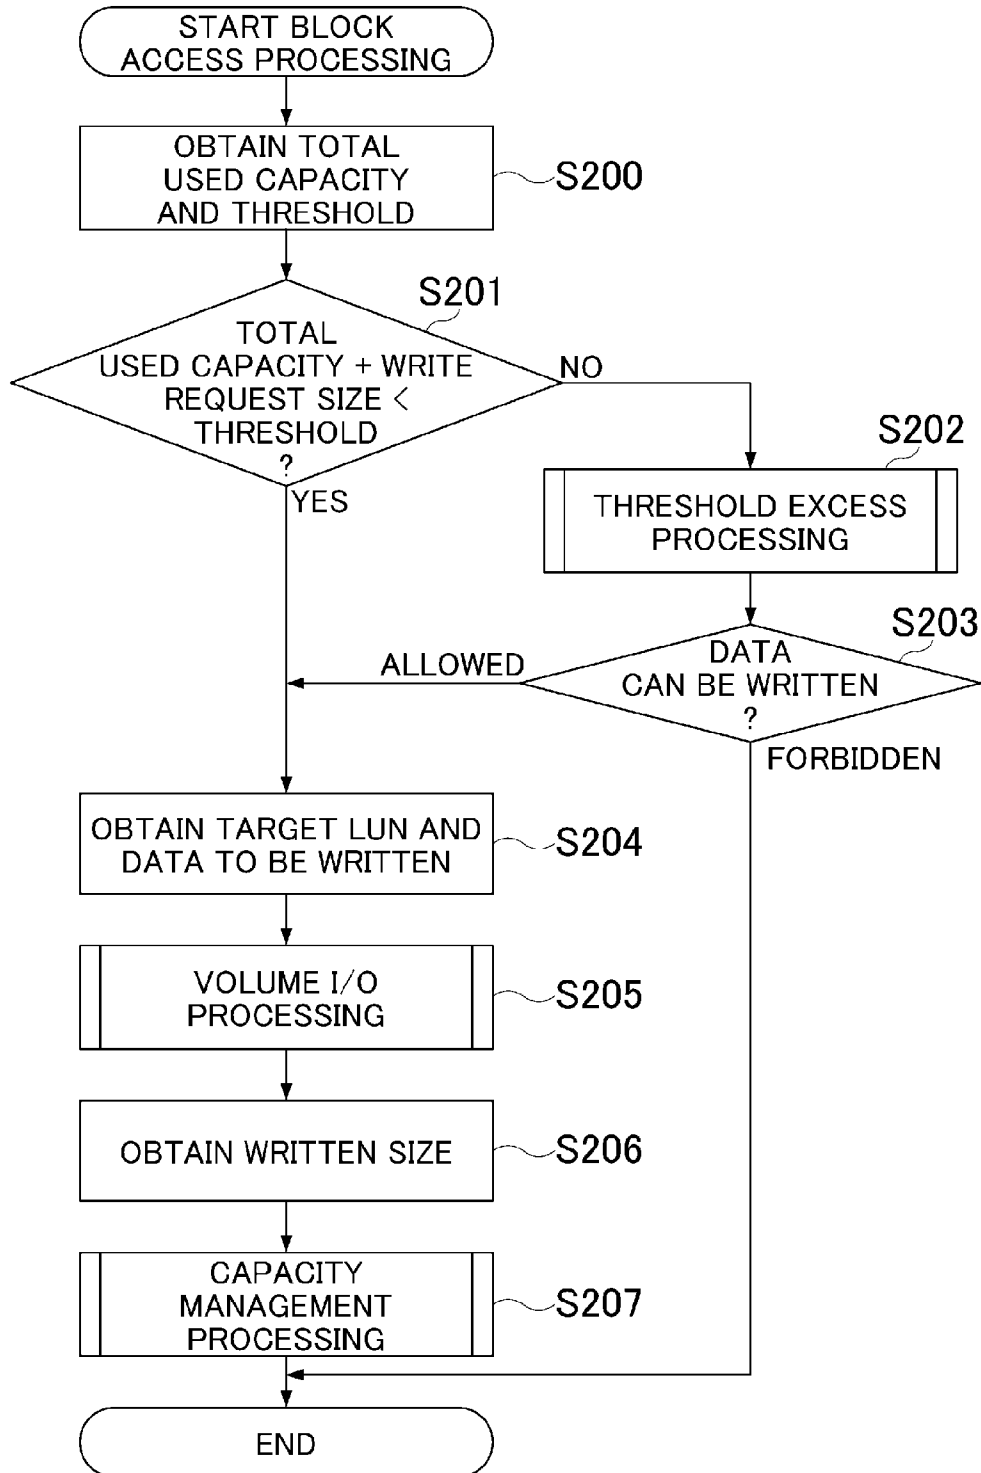 START BLOCK
ACCESS PROCESSING
OBTAIN TOTAL
USED CAPACITY
AND THRESHOLD
S200
S201
TOTAL
USED CAPACITY + WRITE
REQUEST SIZE <
THRESHOLD
?
NO
YES
S202
THRESHOLD EXCESS
PROCESSING
S203
DATA
CAN BE WRITTEN
?
ALLOWED
FORBIDDEN
OBTAIN TARGET LUN AND
DATA TO BE WRITTEN
S204
VOLUME I/O
PROCESSING
S205
OBTAIN WRITTEN SIZE
S206
CAPACITY
MANAGEMENT
PROCESSING
S207
END